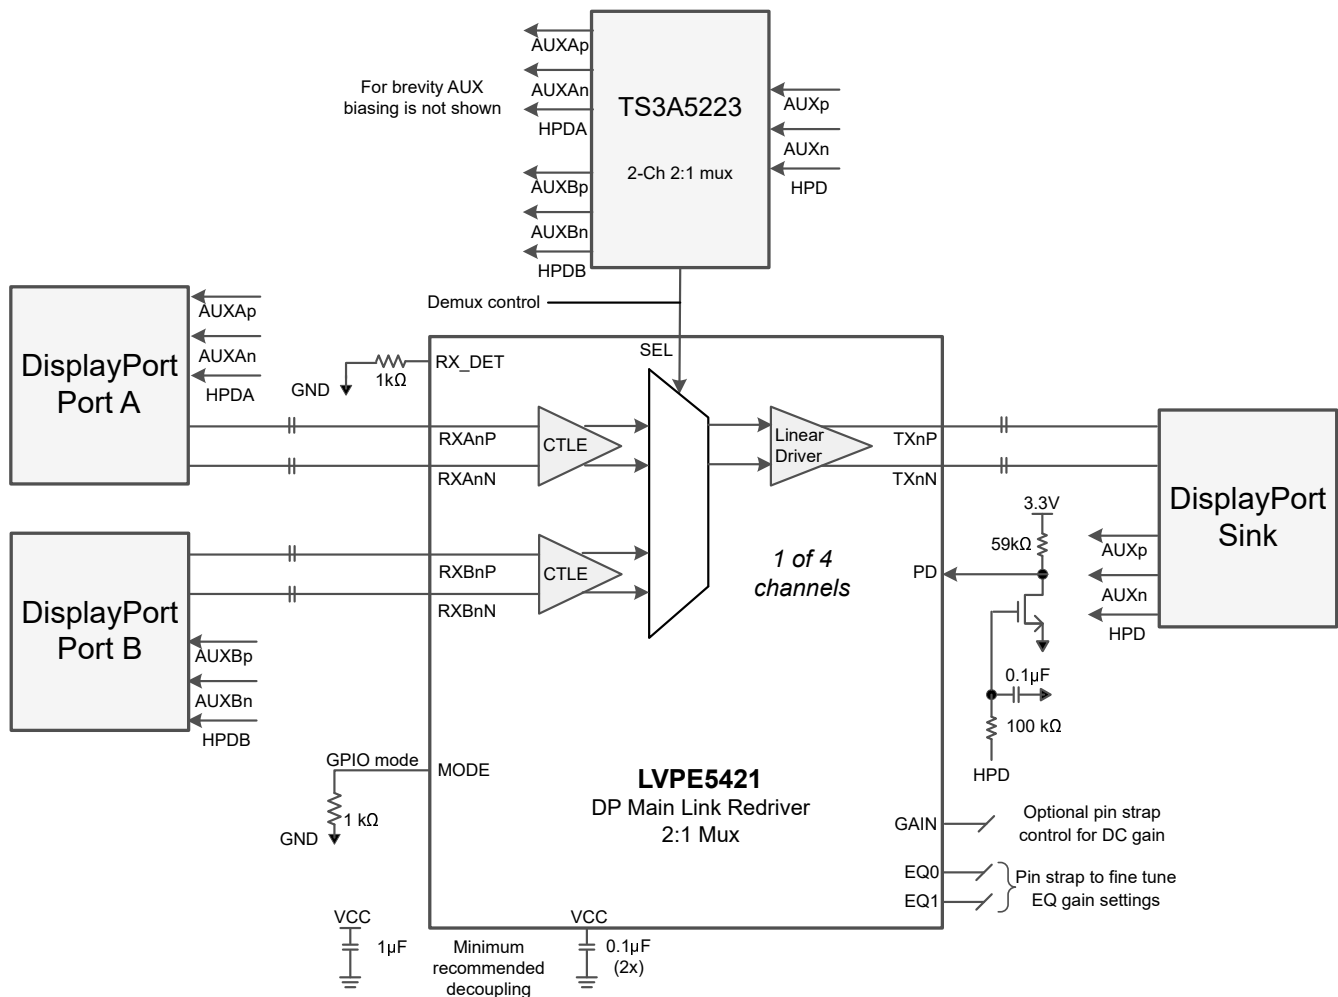 AUXAp
AUXAn
HPDA
AUXBp
AUXBn
HPDB
For brevity AUX
biasing is not shown
TS3A5223
2-Ch 2:1 mux
AUXp
AUXn
HPD
Demux control
DisplayPort
Port A
AUXAp
AUXAn
HPDA
GND
1kΩ
RX_DET
SEL
RXAnP
RXAnN
CTLE
Linear
Driver
TXnP
TXnN
DisplayPort
Sink
AUXp
AUXn
HPD
3.3V
59kΩ
PD
0.1µF
100 kΩ
HPD
DisplayPort
Port B
AUXBp
AUXBn
HPDB
RXBnP
RXBnN
CTLE
1 of 4
channels
GPIO mode
MODE
1 kΩ
GND
LVPE5421
DP Main Link Redriver
2:1 Mux
GAIN
Optional pin strap
control for DC gain
EQ0
EQ1
Pin strap to fine tune
EQ gain settings
VCC
1µF
Minimum
recommended
decoupling
VCC
0.1µF
(2x)